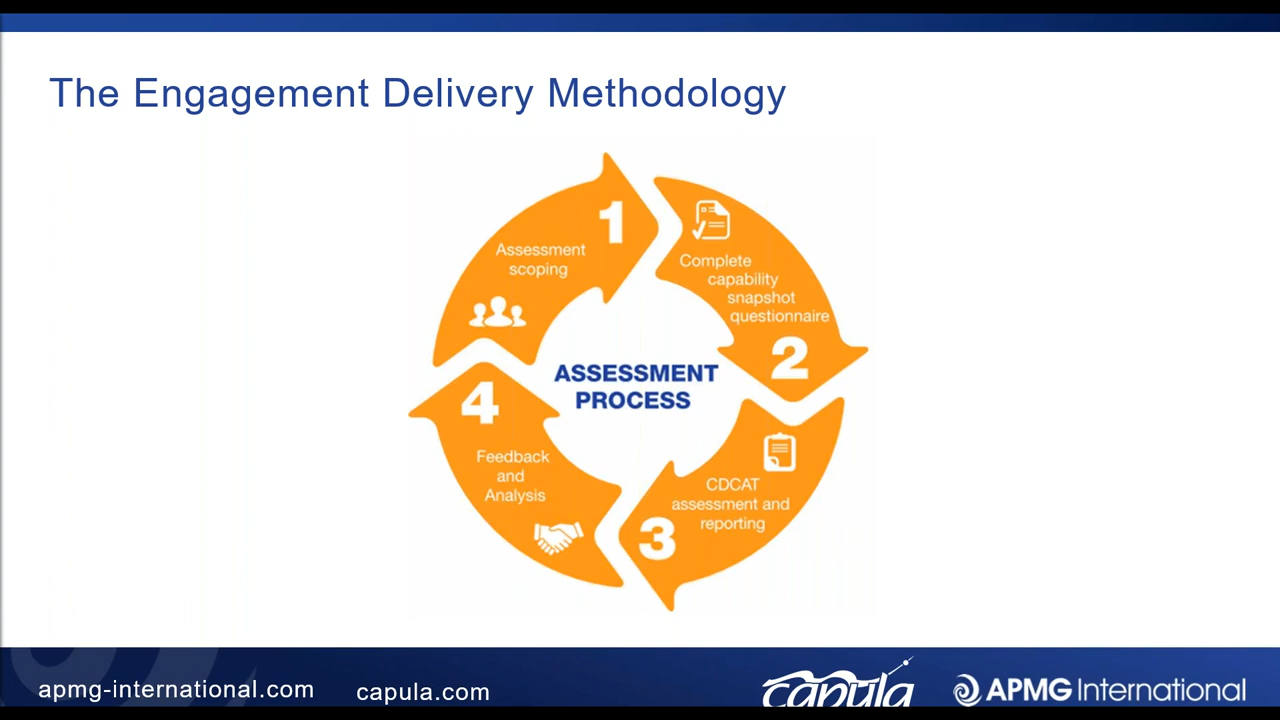 The Engagement Delivery Methodology
1
Assessment
scoping
Complete
capability
snapshot
questionnaire
2
ASSESSMENT
PROCESS
CDCAT
assessment and
reporting
3
4
Feedback
and
Analysis
apmg-international.com
capula.com
capula
APMG International